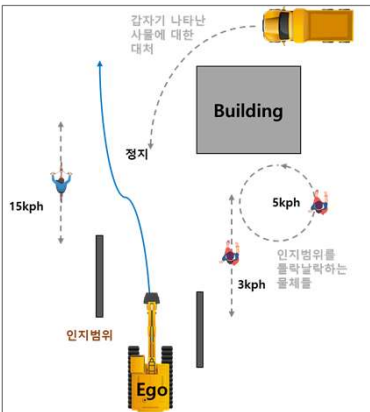 갑자기 나타난
사물에 대한
대처
Building
정지
15kph
5kph
인지범위를
들락날락하는
물체들
3kph
인지범위
Ego